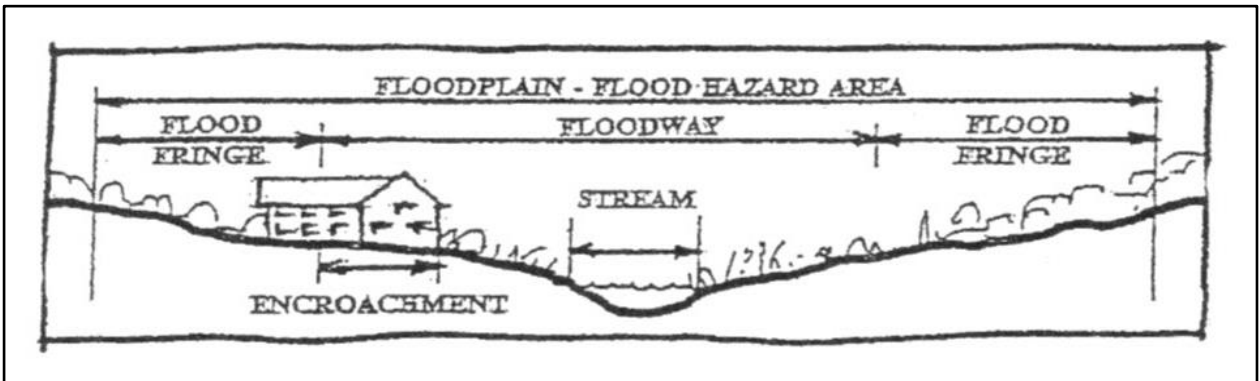 FLOODPLAIN - FLOOD HAZARD AREA
FLOOD FRINGE
FLOODWAY
FLOOD FRINGE
STREAM
ENCROACHMENT